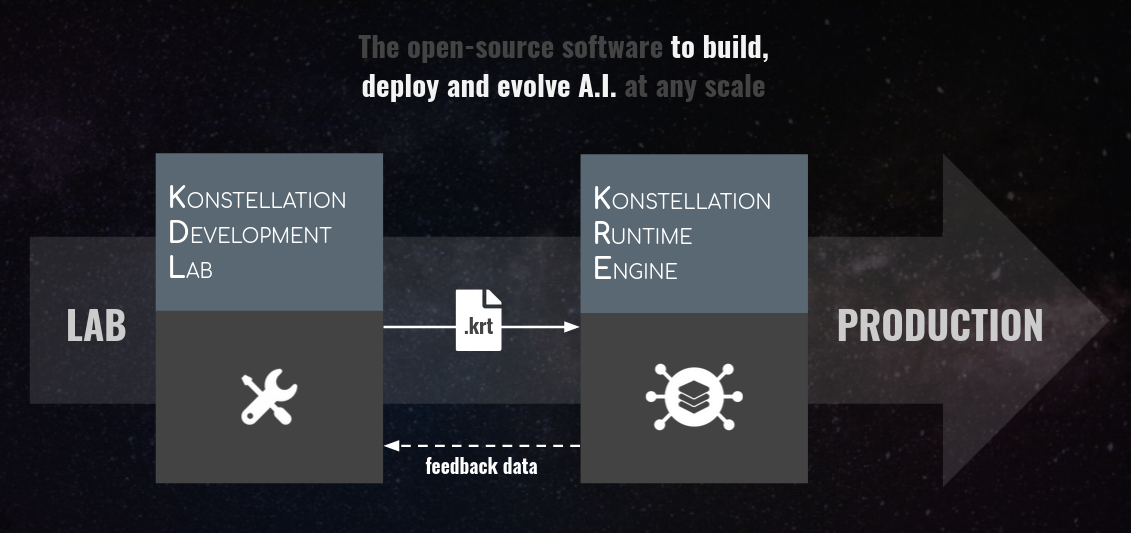 The open-source software to build,
deploy and evolve A.I. at any scale
KONSTELLATION
DEVELOPMENT
LAB
KONSTELLATION
RUNTIME
ENGINE
LAB
.krt
PRODUCTION
feedback data